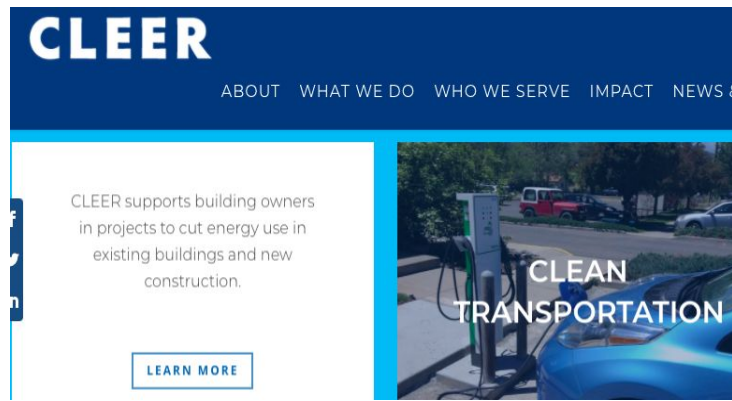 CLEER
ABOUT WHAT WE DO WHO WE SERVE IMPACT NEWS &
CLEER supports building owners
in projects to cut energy use in
existing buildings and new
construction.
LEARN MORE
CLEAN
TRANSPORTATION